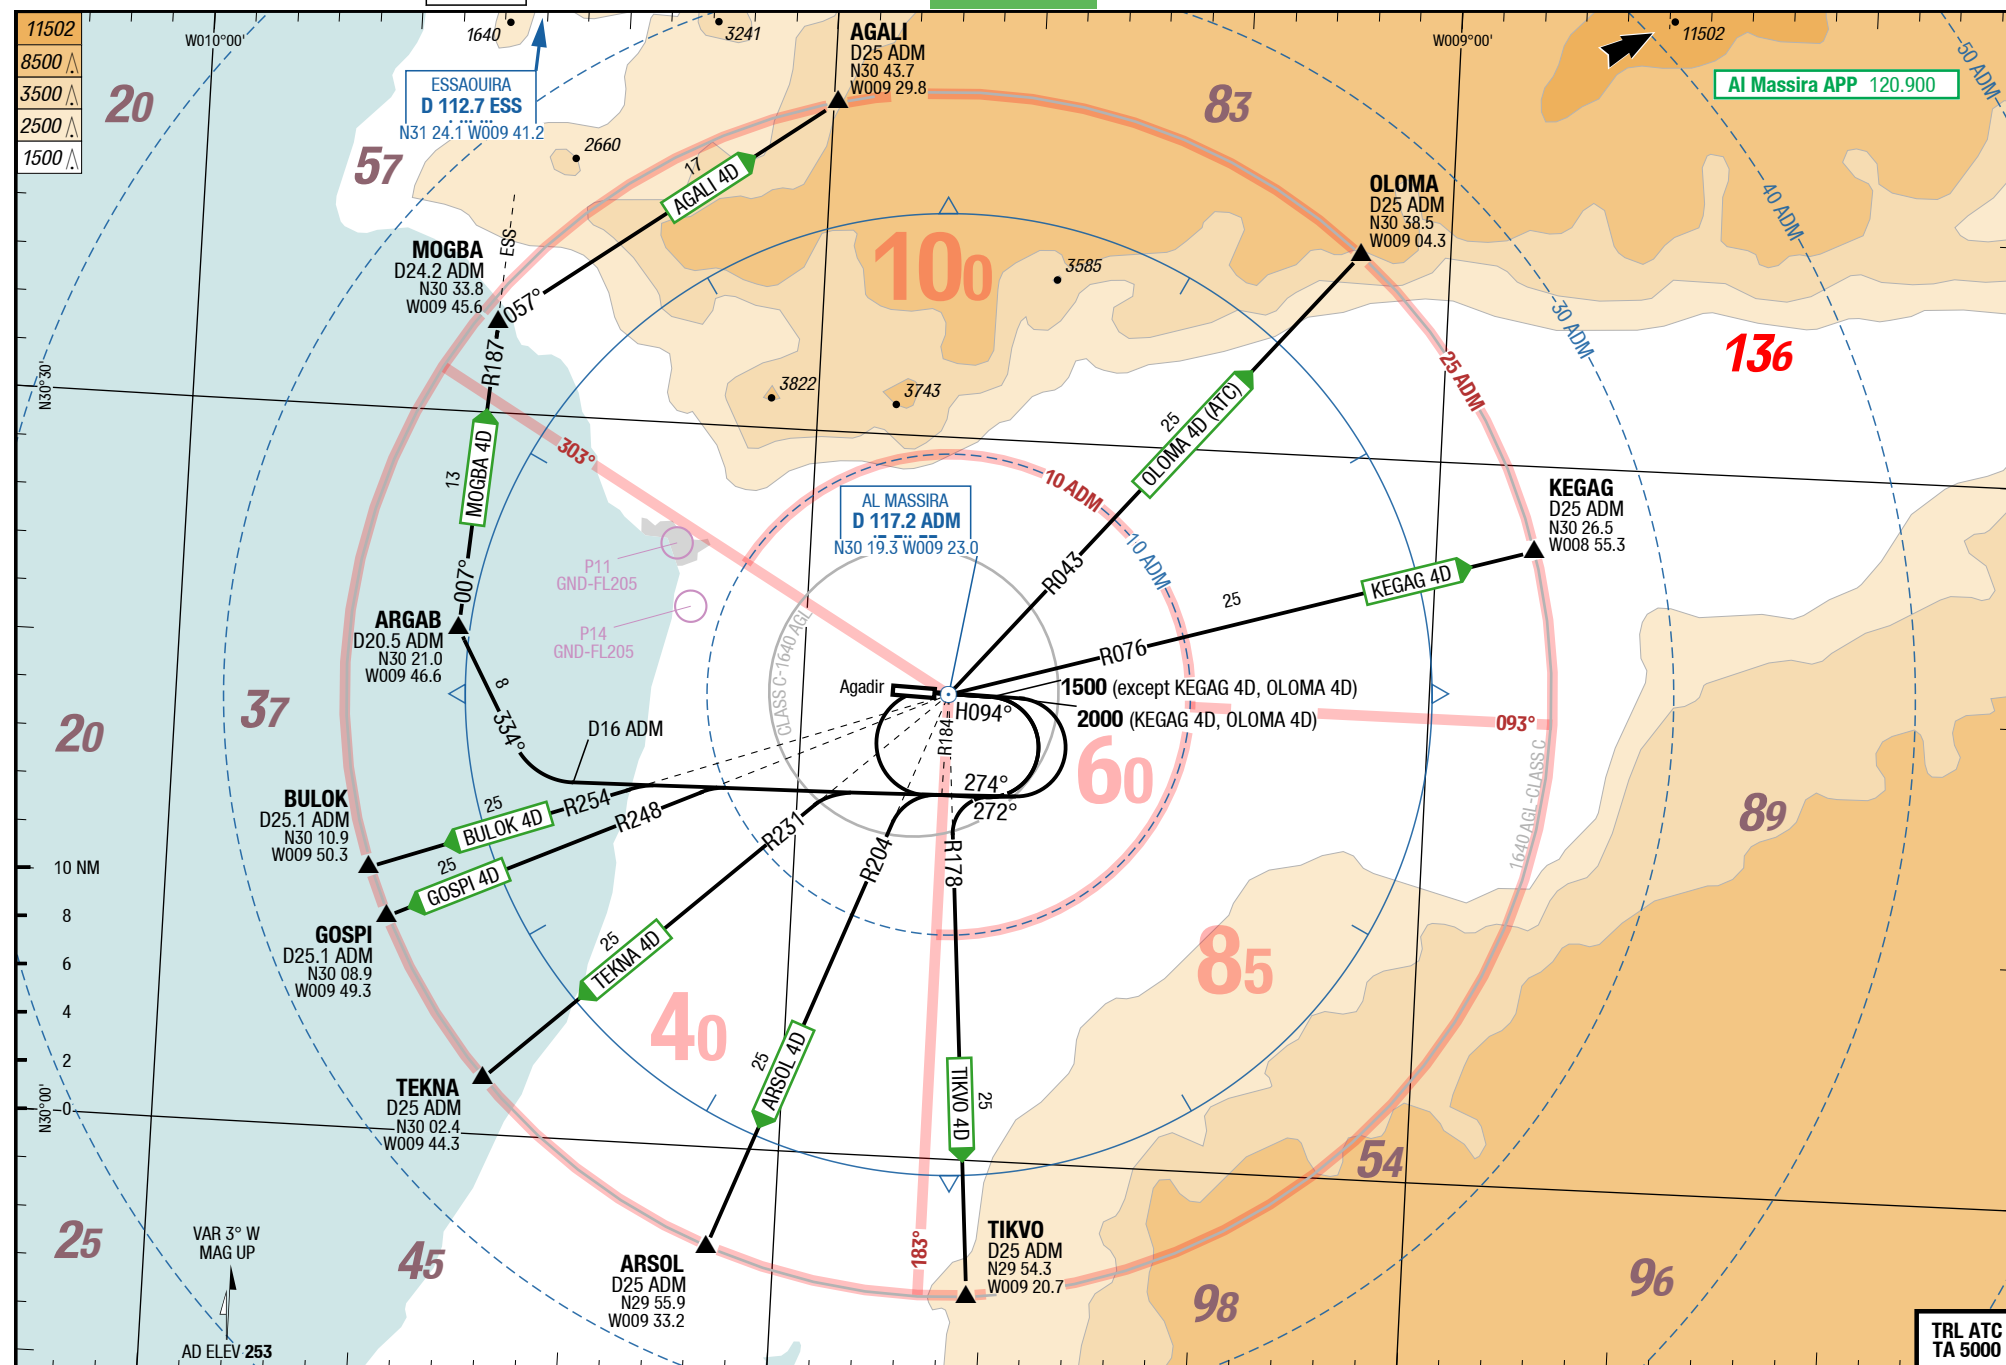 11502
8500
3500
2500
1500
W010°00'
1640
3241
ESSAOUIRA
D 112.7 ESS
N31 24.1 W009 41.2
20
57
2660
AGALI
D25 ADM
N30 43.7
W009 29.8
83
W009°00'
11502
50 ADM
Al Massira APP 120.900
17
AGALI 4D
OLOMA
D25 ADM
N30 38.5
W009 04.3
40 ADM
MOGBA
D24.2 ADM
N30 33.8
W009 45.6
ESS
057°
R187
100
3585
30 ADM
136
N30°30'
3822
3743
25 ADM
25
OLOMA 4D (ATC)
303°
13
MOGBA 4D
007°
10 ADM
10 ADM
AL MASSIRA
D 117.2 ADM
N30 19.3 W009 23.0
KEGAG
D25 ADM
N30 26.5
W008 55.3
P11
GND-FL205
P14
GND-FL205
R043
25
KEGAG 4D
R076
ARGAB
D20.5 ADM
N30 21.0
W009 46.6
8
334°
CLASS C-1640 AGL
Agadir
H094°
1500 (except KEGAG 4D, OLOMA 4D)
2000 (KEGAG 4D, OLOMA 4D)
093°
37
20
D16 ADM
R184
60
274°
272°
1640 AGL-CLASS C
89
BULOK
D25.1 ADM
N30 10.9
W009 50.3
25
BULOK 4D
R254
R248
R231
R204
R178
10 NM
8
6
4
2
0
25
GOSPI 4D
GOSPI
D25.1 ADM
N30 08.9
W009 49.3
25
TEKNA 4D
85
40
25
ARSOL 4D
TIKVO 4D
25
TEKNA
D25 ADM
N30 02.4
W009 44.3
N30°00'
54
25
VAR 3° W
MAG UP
45
ARSOL
D25 ADM
N29 55.9
W009 33.2
183°
TIKVO
D25 ADM
N29 54.3
W009 20.7
98
96
AD ELEV 253
TRL ATC
TA 5000